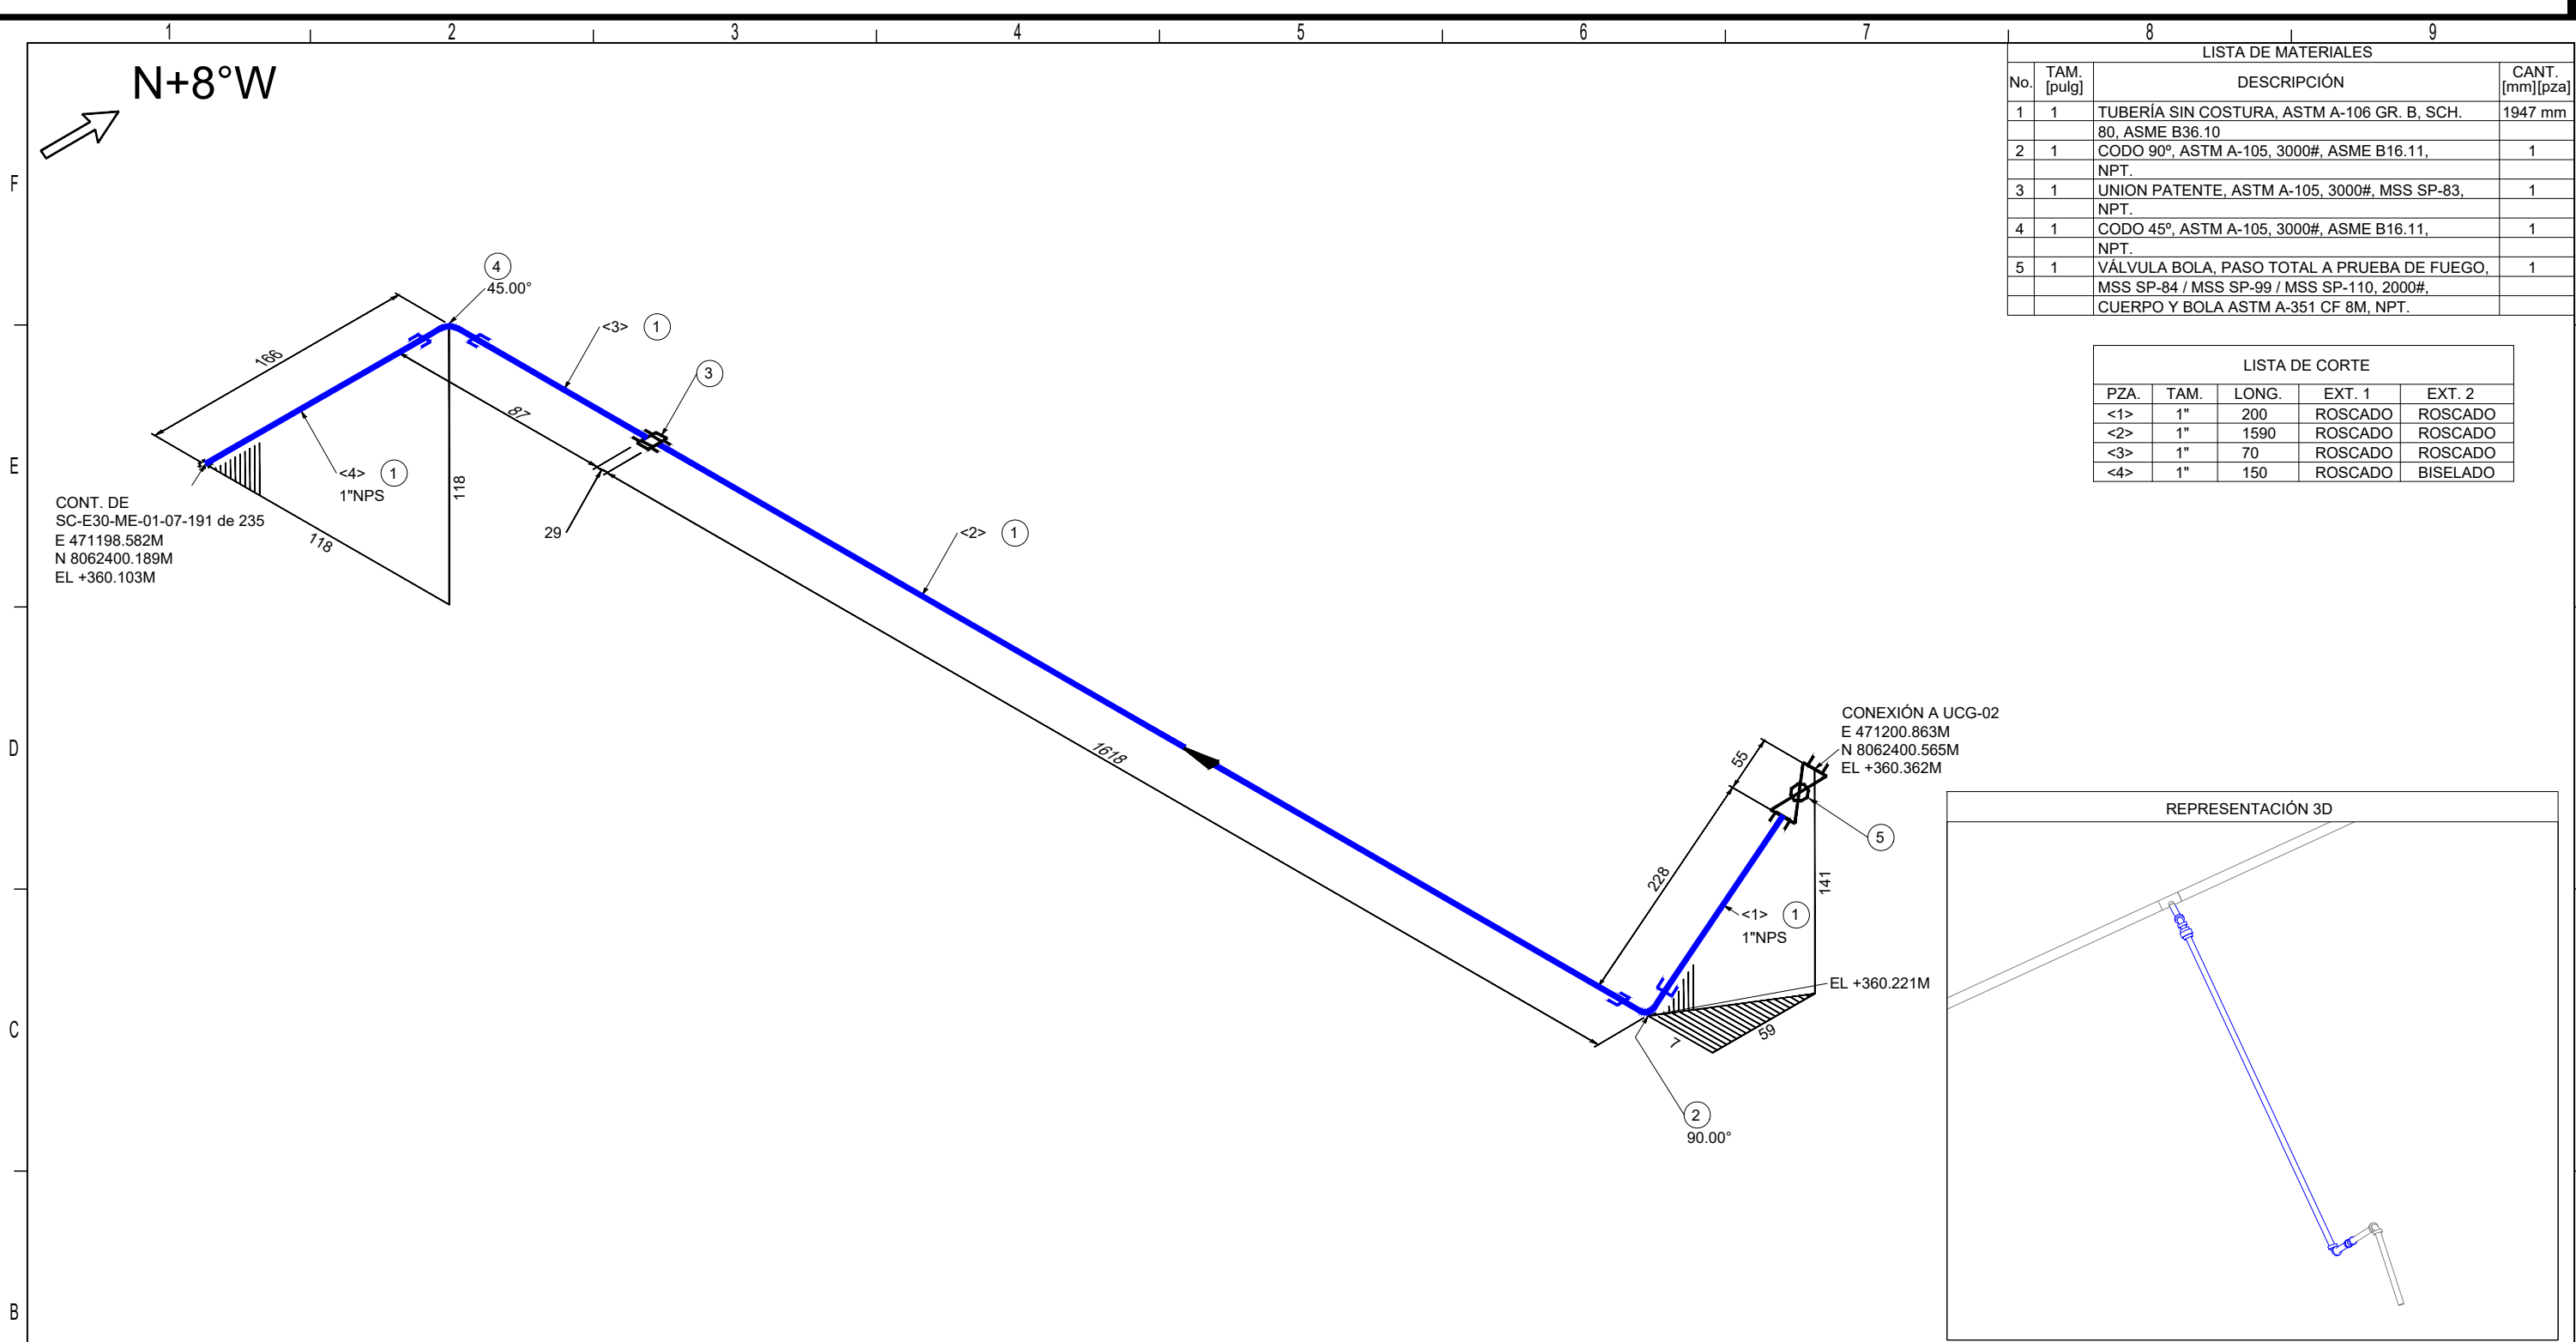 1 2 3 4 5 6 7 8 9
N+8°W
LISTA DE MATERIALES
No. TAM. [pulg] DESCRIPCIÓN CANT. [mm][pza]
1 1 TUBERÍA SIN COSTURA, ASTM A-106 GR. B, SCH. 1947 mm
80, ASME B36.10
2 1 CODO 90º, ASTM A-105, 3000#, ASME B16.11, 1
NPT.
3 1 UNION PATENTE, ASTM A-105, 3000#, MSS SP-83, 1
NPT.
4 1 CODO 45º, ASTM A-105, 3000#, ASME B16.11, 1
NPT.
5 1 VÁLVULA BOLA, PASO TOTAL A PRUEBA DE FUEGO, 1
MSS SP-84 / MSS SP-99 / MSS SP-110, 2000#,
CUERPO Y BOLA ASTM A-351 CF 8M, NPT.
LISTA DE CORTE
PZA. TAM. LONG. EXT. 1 EXT. 2
<1> 1" 200 ROSCADO ROSCADO
<2> 1" 1590 ROSCADO ROSCADO
<3> 1" 70 ROSCADO ROSCADO
<4> 1" 150 ROSCADO BISELADO
F
E
D
C
B
4
45.00°
<3> 1
3
166
87
<4> 1
1"NPS
118
118
29
CONT. DE
SC-E30-ME-01-07-191 de 235
E 471198.582M
N 8062400.189M
EL +360.103M
<2> 1
1618
CONEXIÓN A UCG-02
E 471200.863M
N 8062400.565M
EL +360.362M
55
5
228
141
<1> 1
1"NPS
EL +360.221M
59
7
2
90.00°
REPRESENTACIÓN 3D